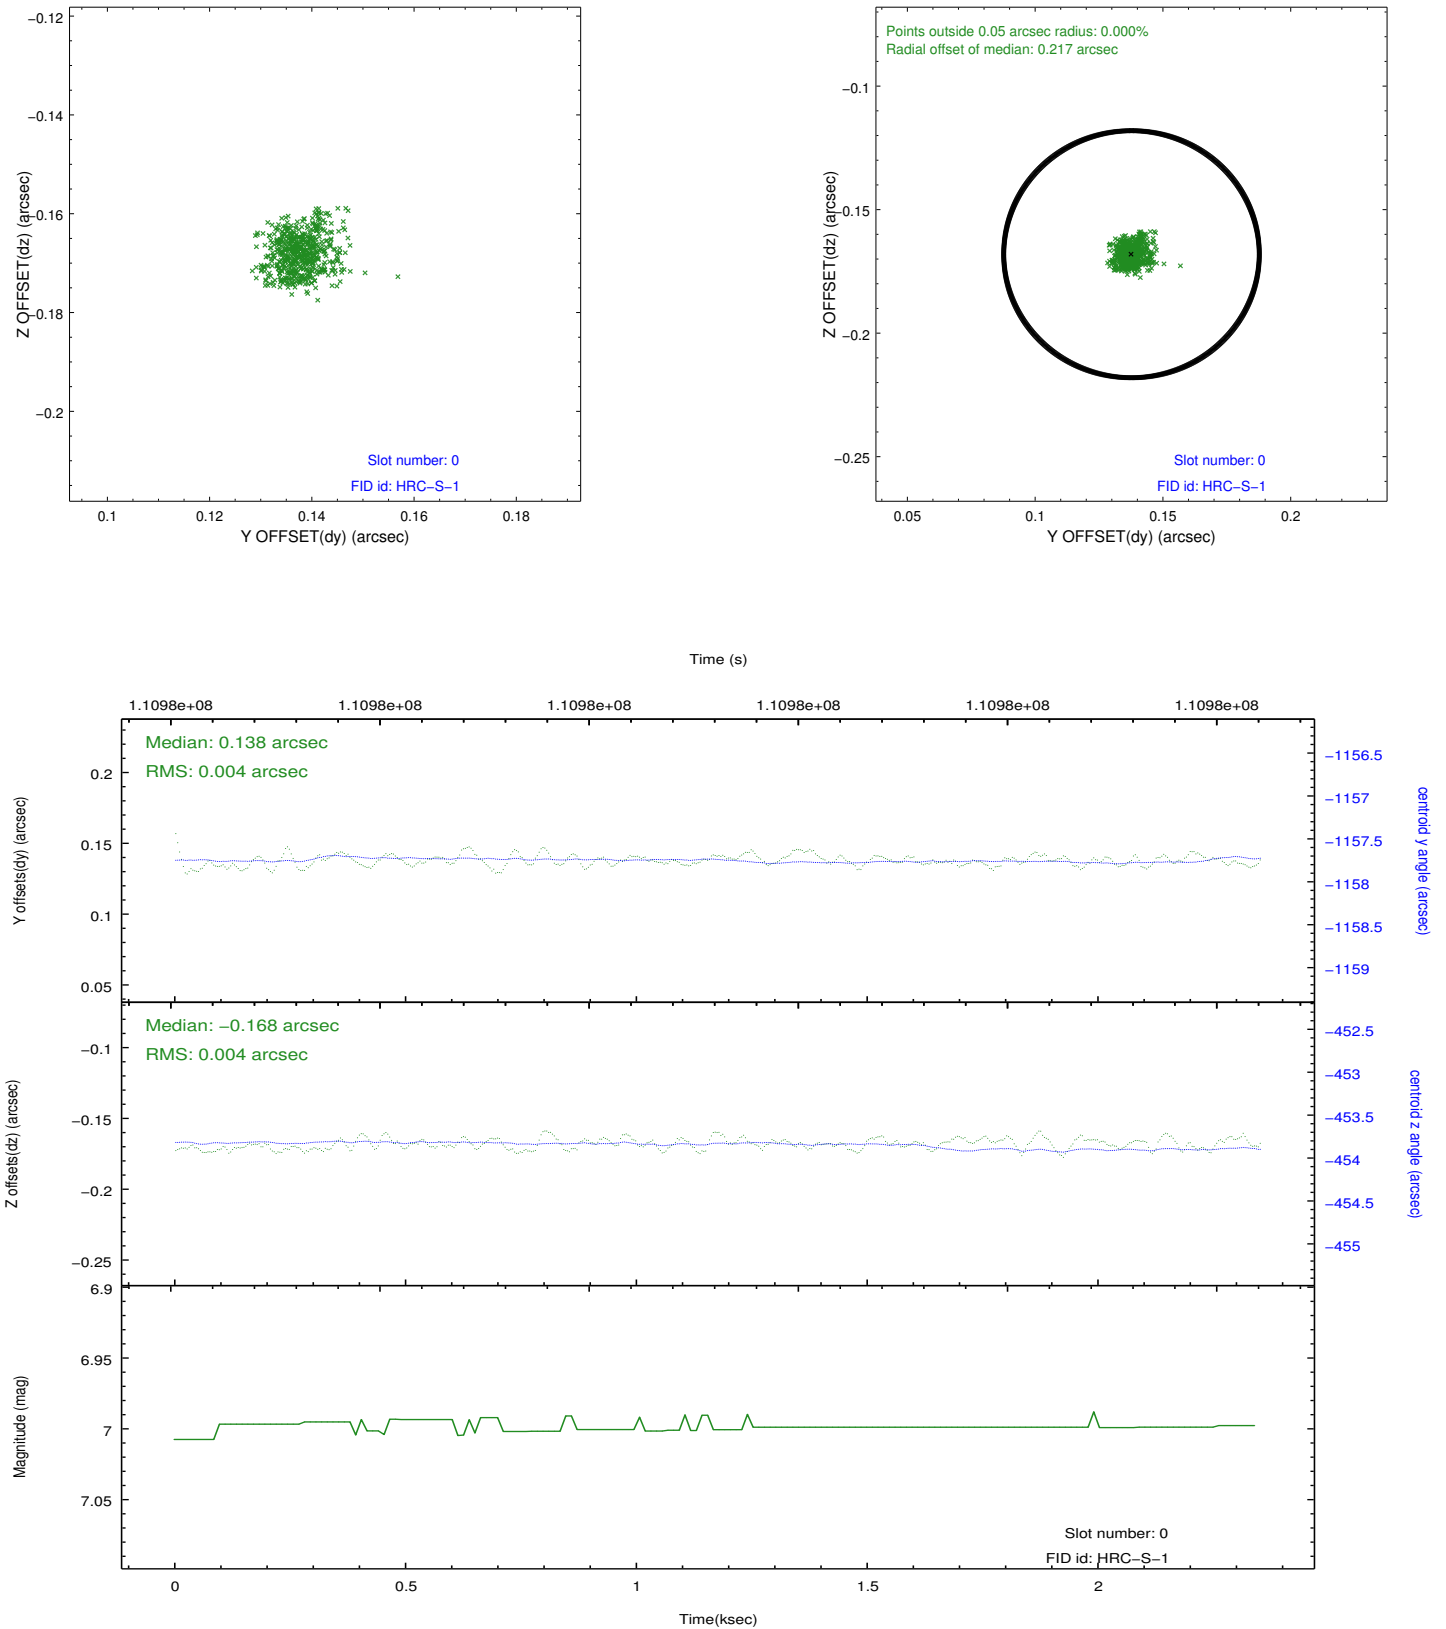 −0.12
−0.14
−0.16
−0.18
−0.2
Z OFFSET(dz) (arcsec)
Slot number: 0
FID id: HRC−S−1
0.1 0.12 0.14 0.16 0.18
Y OFFSET(dy) (arcsec)
Points outside 0.05 arcsec radius: 0.000%
Radial offset of median: 0.217 arcsec
−0.1
−0.15
−0.2
−0.25
Z OFFSET(dz) (arcsec)
Slot number: 0
FID id: HRC−S−1
0.05 0.1 0.15 0.2
Y OFFSET(dy) (arcsec)
Time (s)
1.1098e+08 1.1098e+08 1.1098e+08 1.1098e+08 1.1098e+08 1.1098e+08
Median: 0.138 arcsec
RMS: 0.004 arcsec
0.2
0.15
0.1
0.05
Y offsets(dy) (arcsec)
−1156.5
−1157
−1157.5
−1158
−1158.5
−1159
centroid y angle (arcsec)
Median: −0.168 arcsec
RMS: 0.004 arcsec
−0.1
−0.15
−0.2
−0.25
Z offsets(dz) (arcsec)
−452.5
−453
−453.5
−454
−454.5
−455
centroid z angle (arcsec)
6.9
6.95
7
7.05
Magnitude (mag)
Slot number: 0
FID id: HRC−S−1
0 0.5 1 1.5 2
Time(ksec)